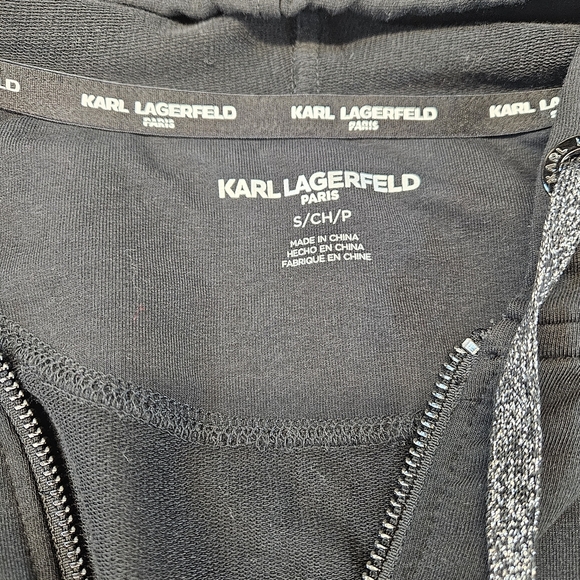 RFELD
KARL LAGERFELD
PARIS
KARL LAGERFELD
PARIS
KARL LAGERFELD
PARIS
S/CH/P
MADE IN CHINA
HECHO EN CHINA
FABRIQUE EN CHINE
KARL